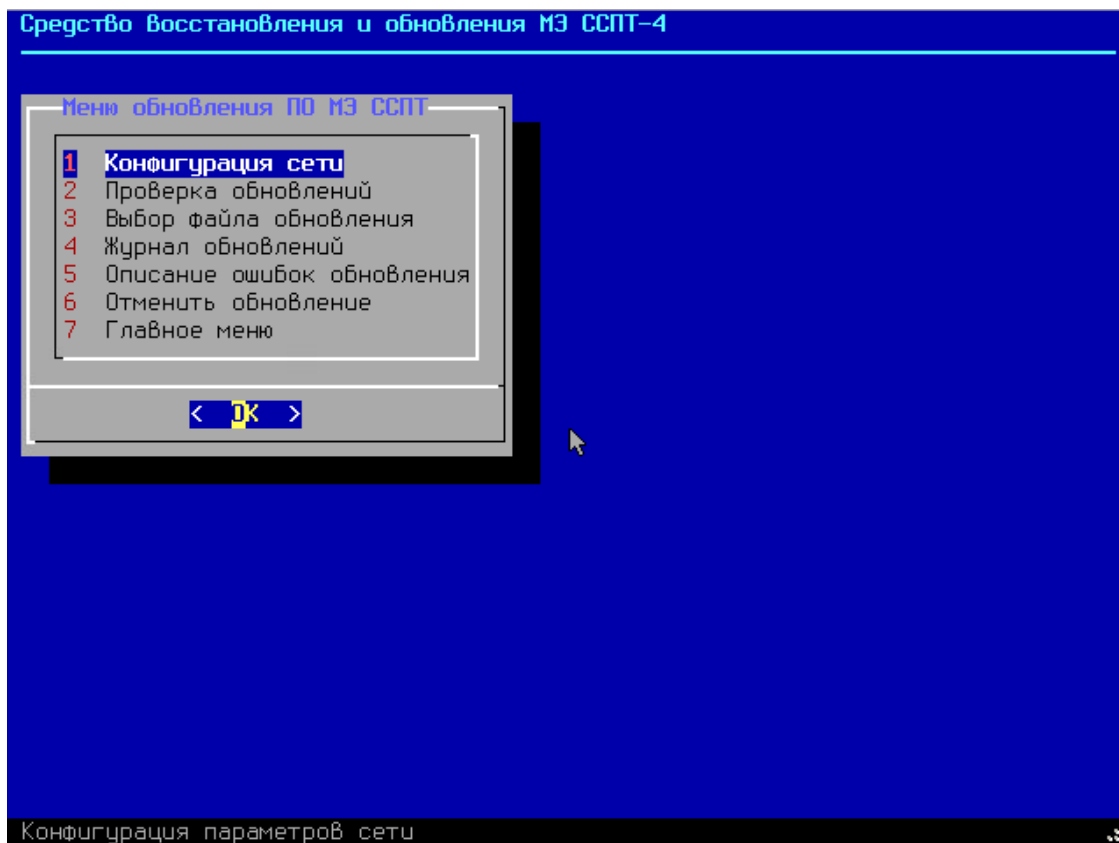 Средство восстановления и обновления МЭ ССПТ-4
Меню обновления ПО МЭ ССПТ
1 Конфигурация сети
2 Проверка обновлений
3 Выбор файла обновления
4 Журнал обновлений
5 Описание ошибок обновления
6 Отменить обновление
7 Главное меню
< OK >
Конфигурация параметров сети